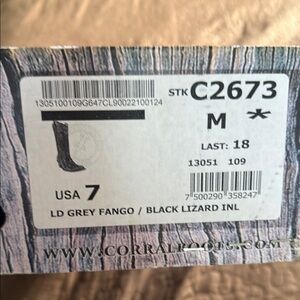 1305100109G647CL90022100124
STK C2673
M *
LAST: 18
13051 109
USA 7
7 500290 358247
LD GREY FANGO / BLACK LIZARD INL
WWW.CORRALBOOTS.COM